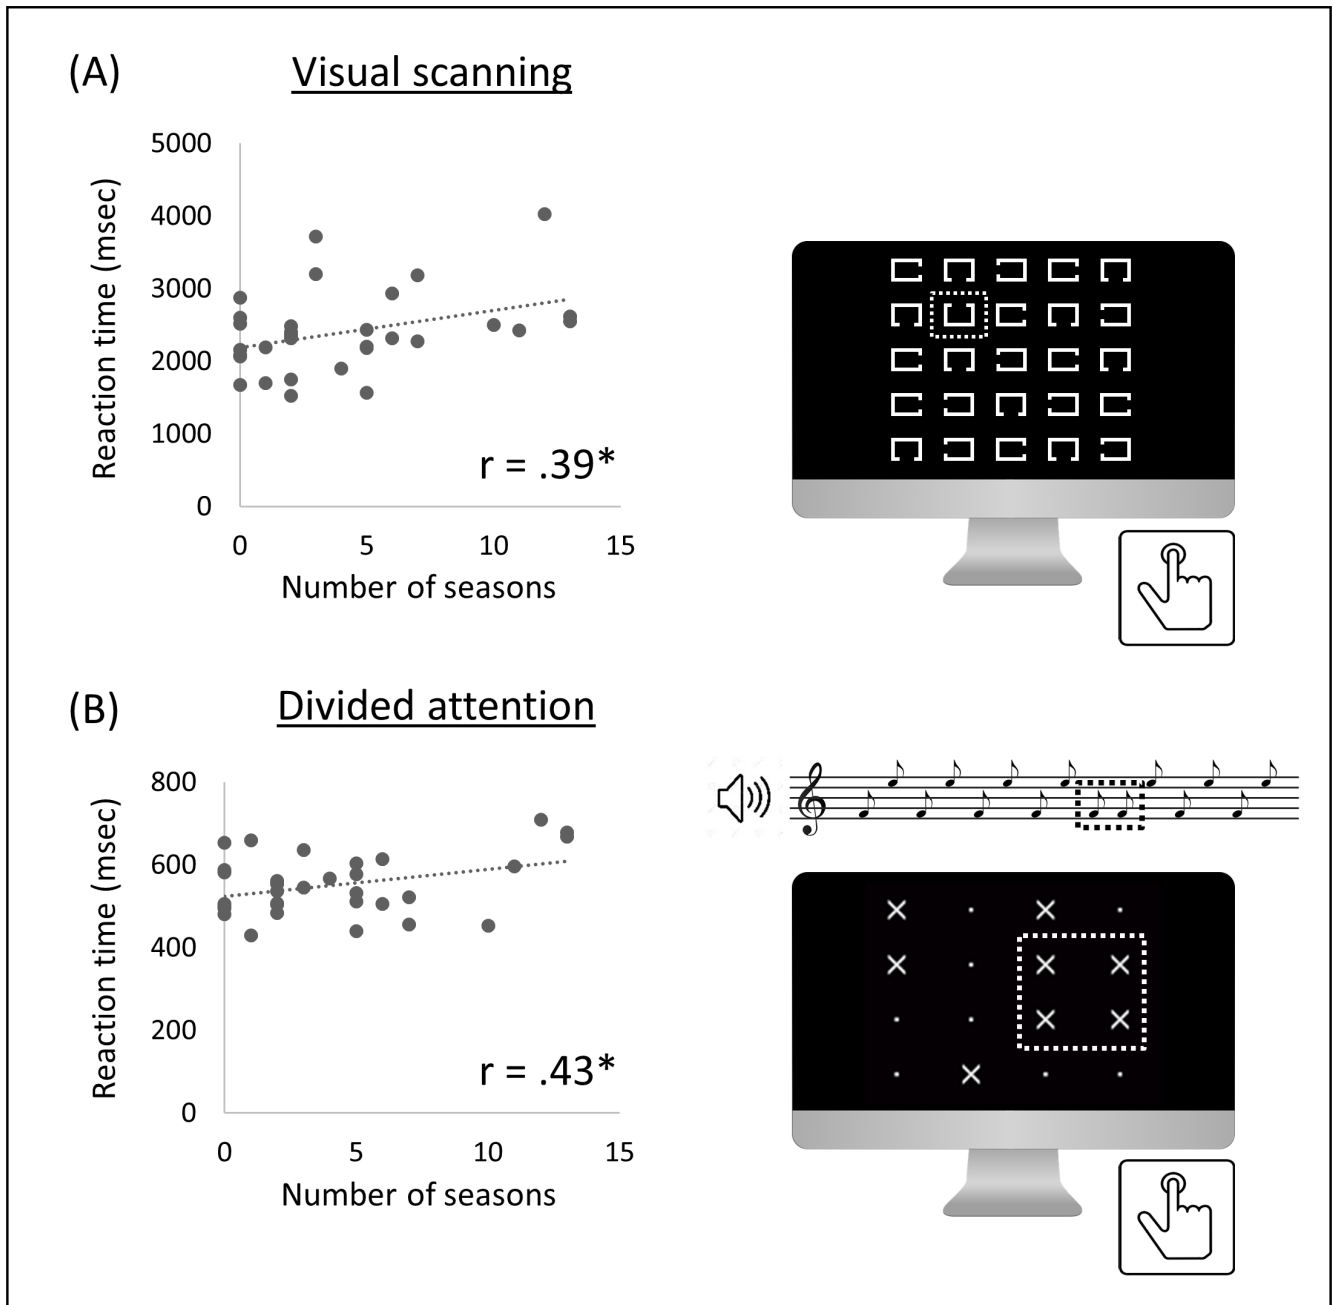 (A) Visual scanning
5000
4000
3000
2000
1000
0
Reaction time (msec)
r = .39*
0 5 10 15
Number of seasons
(B) Divided attention
800
600
400
200
0
Reaction time (msec)
r = .43*
0 5 10 15
Number of seasons